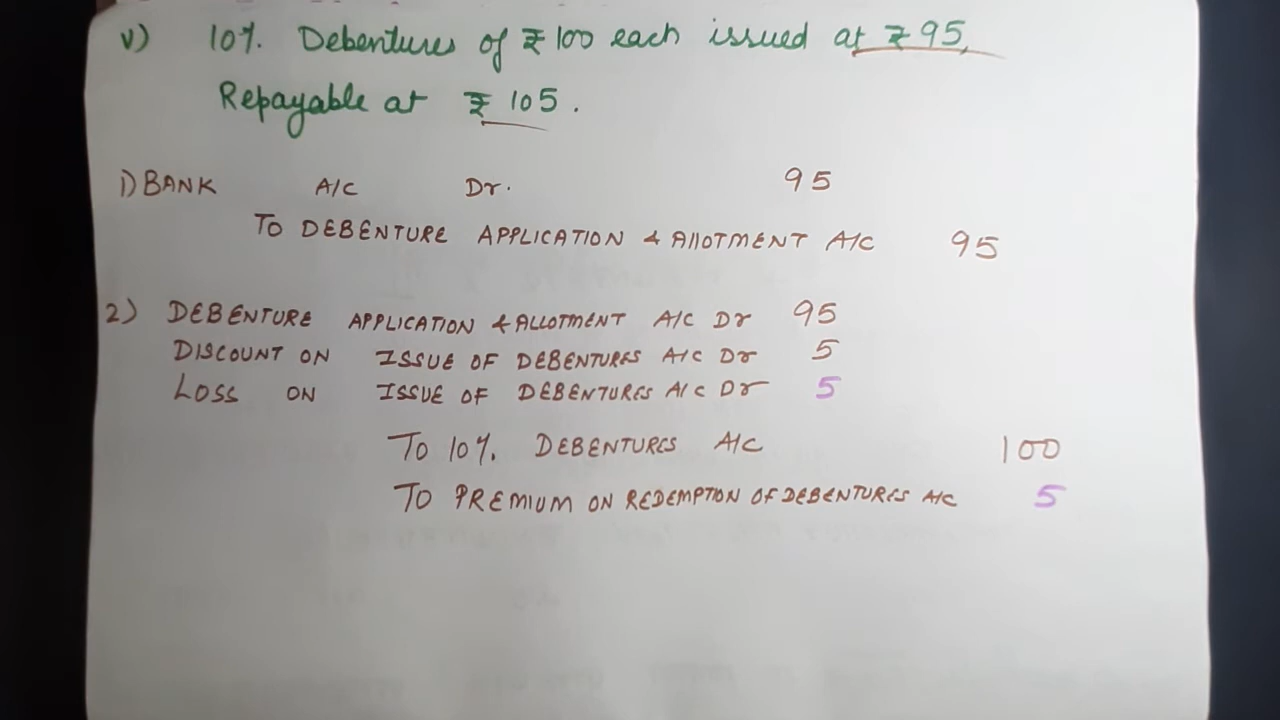 v) 10%. Debentures of ₹ 100 each issued at ₹ 95,
Repayable at ₹ 105.
1) BANK A/C Dr. 95
TO DEBENTURE APPLICATION & AllOTMENT A/C 95
2) DEBENTURE APPLICATION & ALLOTMENT A/C Dr 95
DISCOUNT ON ISSUE OF DEBENTURES A/C Dr 5
LOSS ON ISSUE OF DEBENTURES A/C Dr 5
To 10%. DEBENTURES A/C 100
TO PREMIUM ON REDEMPTION OF DEBENTURES A/C 5